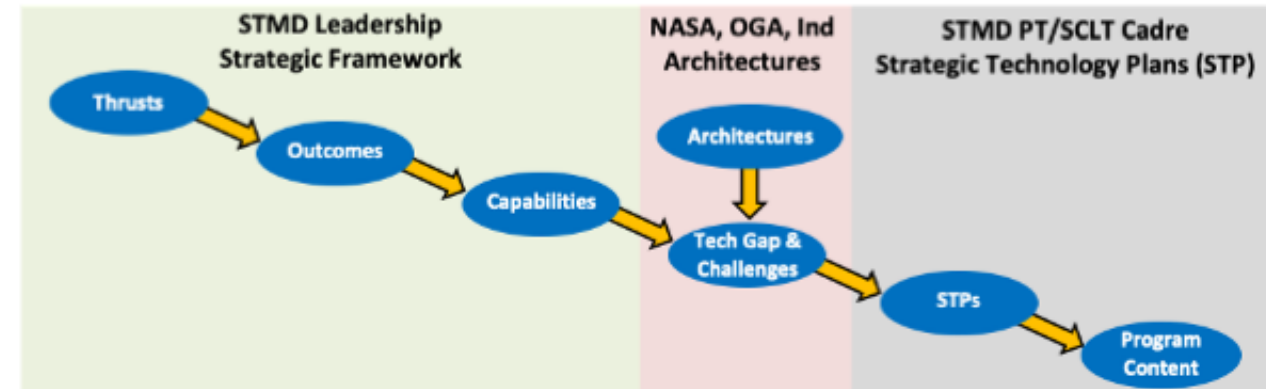 STMD Leadership
Strategic Framework
NASA, OGA, Ind
Architectures
STMD PT/SCLT Cadre
Strategic Technology Plans (STP)
Thrusts
Outcomes
Capabilities
Architectures
Tech Gap &
Challenges
STPs
Program
Content